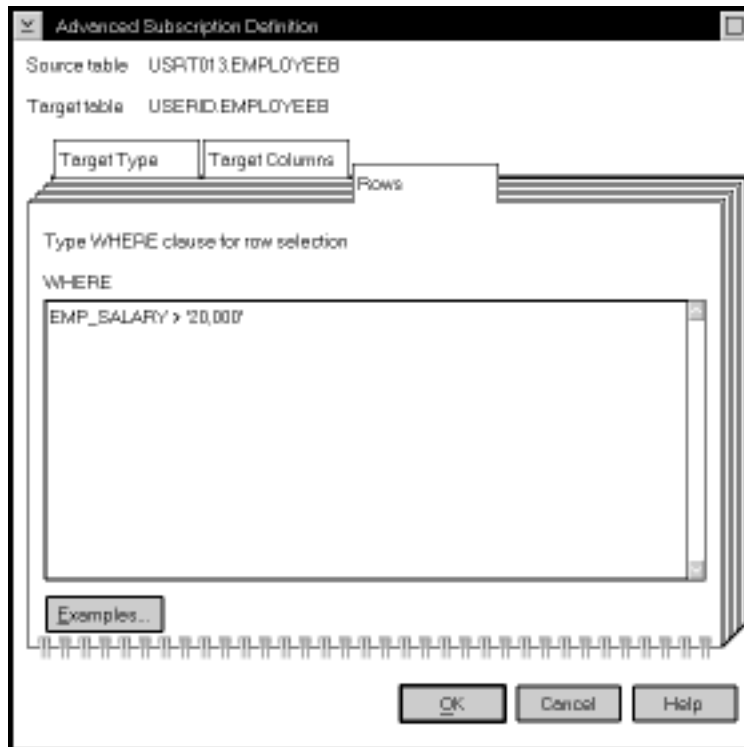 Advanced Subscription Definition
Source table USRT013.EMPLOYEEB
Target table USERID.EMPLOYEEB
Target Type
Target Columns
Rows
Type WHERE clause for row selection
WHERE
EMP_SALARY > '20,000'
Examples...
OK Cancel Help